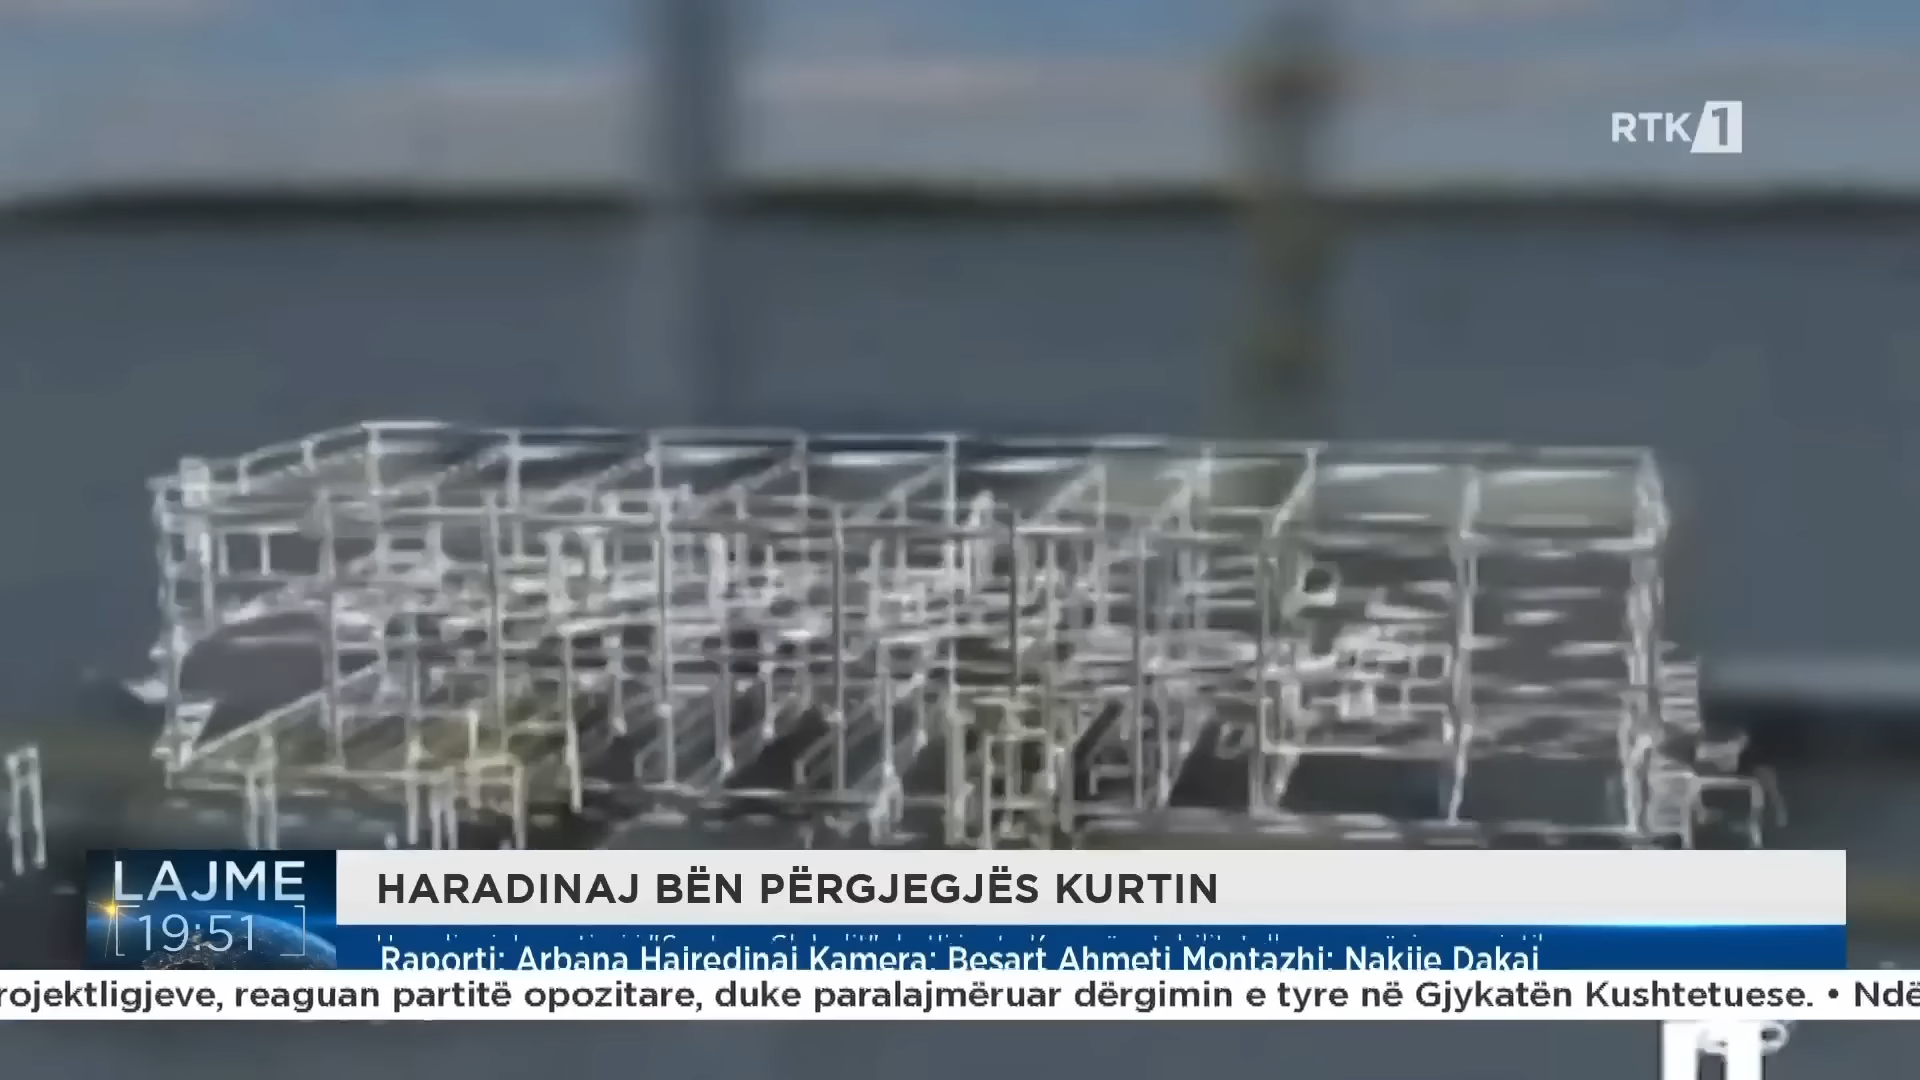 RTK 1
LAJME
19:51
HARADINAJ BËN PËRGJEGJËS KURTIN
Raporti: Arbana Hajredinaj Kamera: Besart Ahmeti Montazhi: Nakije Dakaj
rojektligjeve, reaguan partitë opozitare, duke paralajmëruar dërgimin e tyre në Gjykatën Kushtetuese. • Ndë